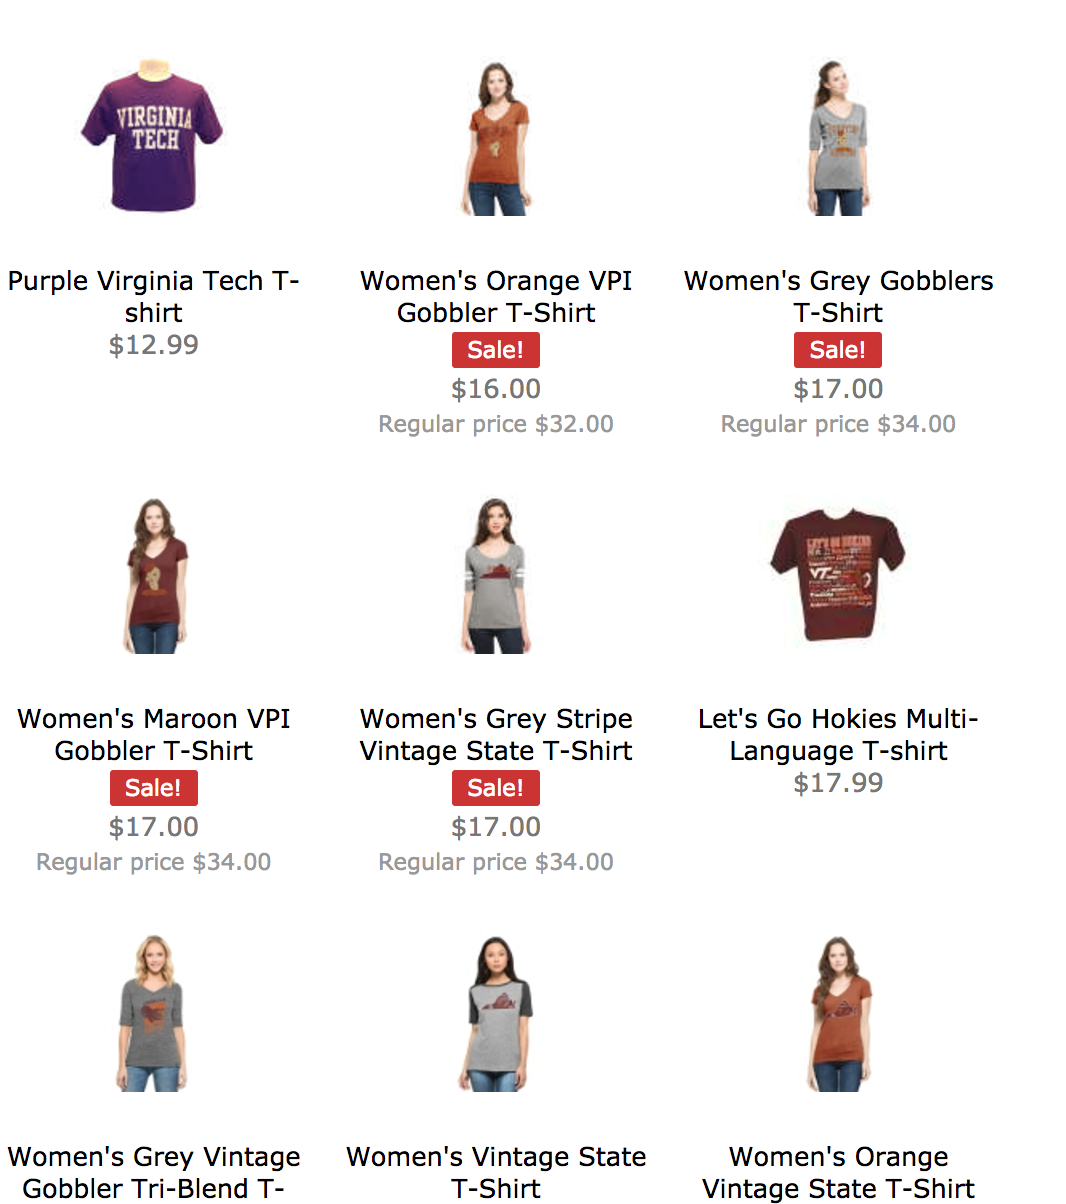 VIRGINIA
TECH
Purple Virginia Tech T-
shirt
$12.99
Women's Orange VPI
Gobbler T-Shirt
Sale!
$16.00
Regular price $32.00
Women's Grey Gobblers
T-Shirt
Sale!
$17.00
Regular price $34.00
Women's Maroon VPI
Gobbler T-Shirt
Sale!
$17.00
Regular price $34.00
Women's Grey Stripe
Vintage State T-Shirt
Sale!
$17.00
Regular price $34.00
LET'S GO HOKIES
VT
Let's Go Hokies Multi-
Language T-shirt
$17.99
Women's Grey Vintage
Gobbler Tri-Blend T-
Women's Vintage State
T-Shirt
Women's Orange
Vintage State T-Shirt